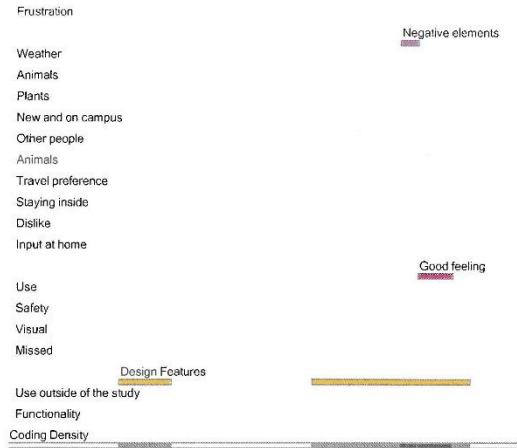 Frustration
Negative elements
Weather
Animals
Plants
New and on campus
Other people
Animals
Travel preference
Staying inside
Dislike
Input at home
Good feeling
Use
Safety
Visual
Missed
Design Features
Use outside of the study
Functionality
Coding Density